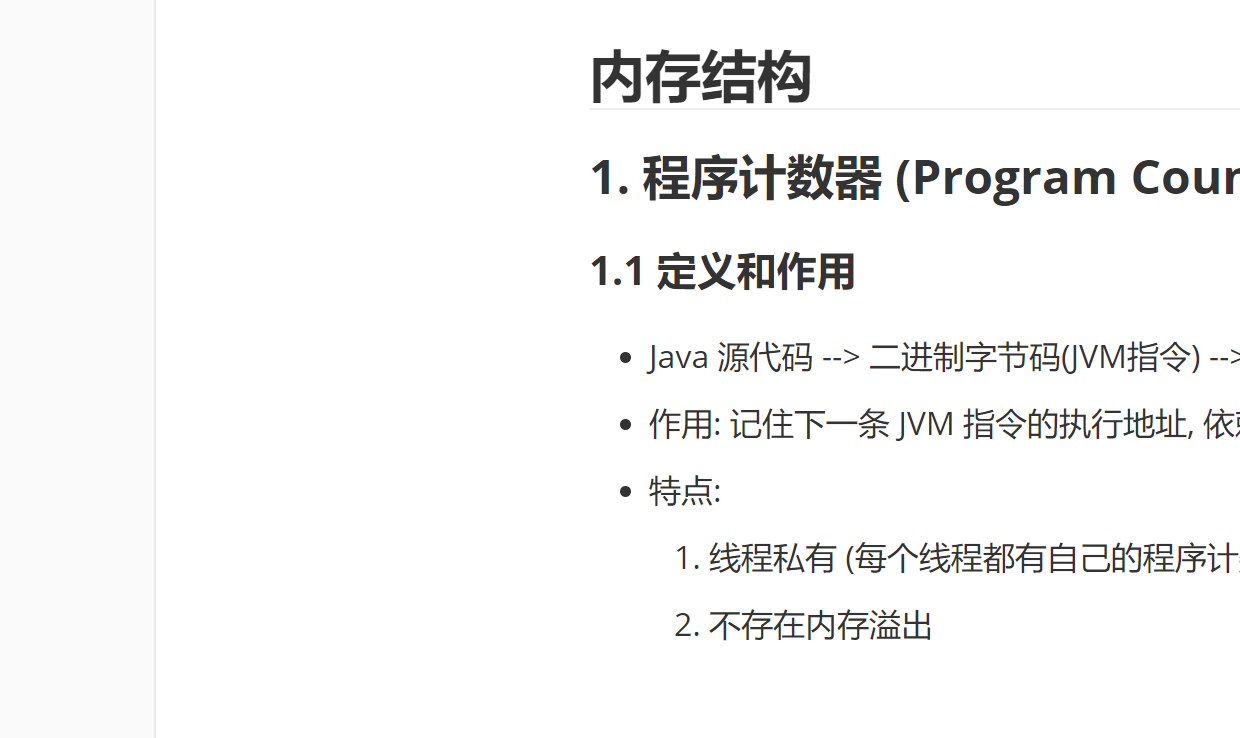 内存结构
1. 程序计数器 (Program Coun
1.1 定义和作用
Java 源代码 --> 二进制字节码(JVM指令) -->
作用: 记住下一条 JVM 指令的执行地址, 依
特点:
1. 线程私有 (每个线程都有自己的程序计
2. 不存在内存溢出